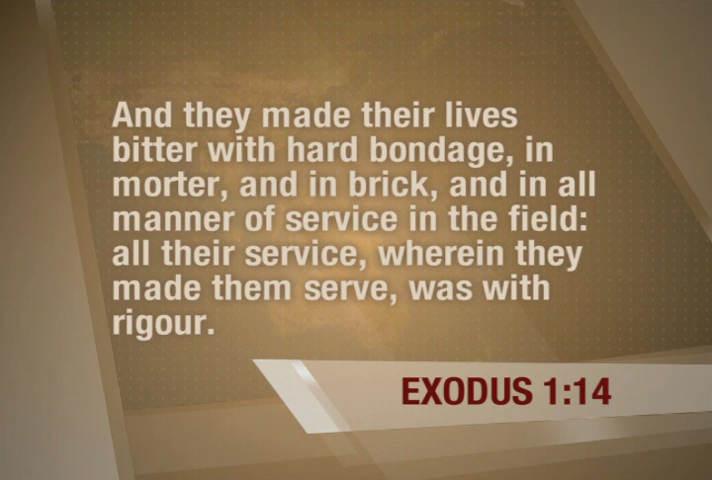 And they made their lives
bitter with hard bondage, in
morter, and in brick, and in all
manner of service in the field:
all their service, wherein they
made them serve, was with
rigour.
EXODUS 1:14